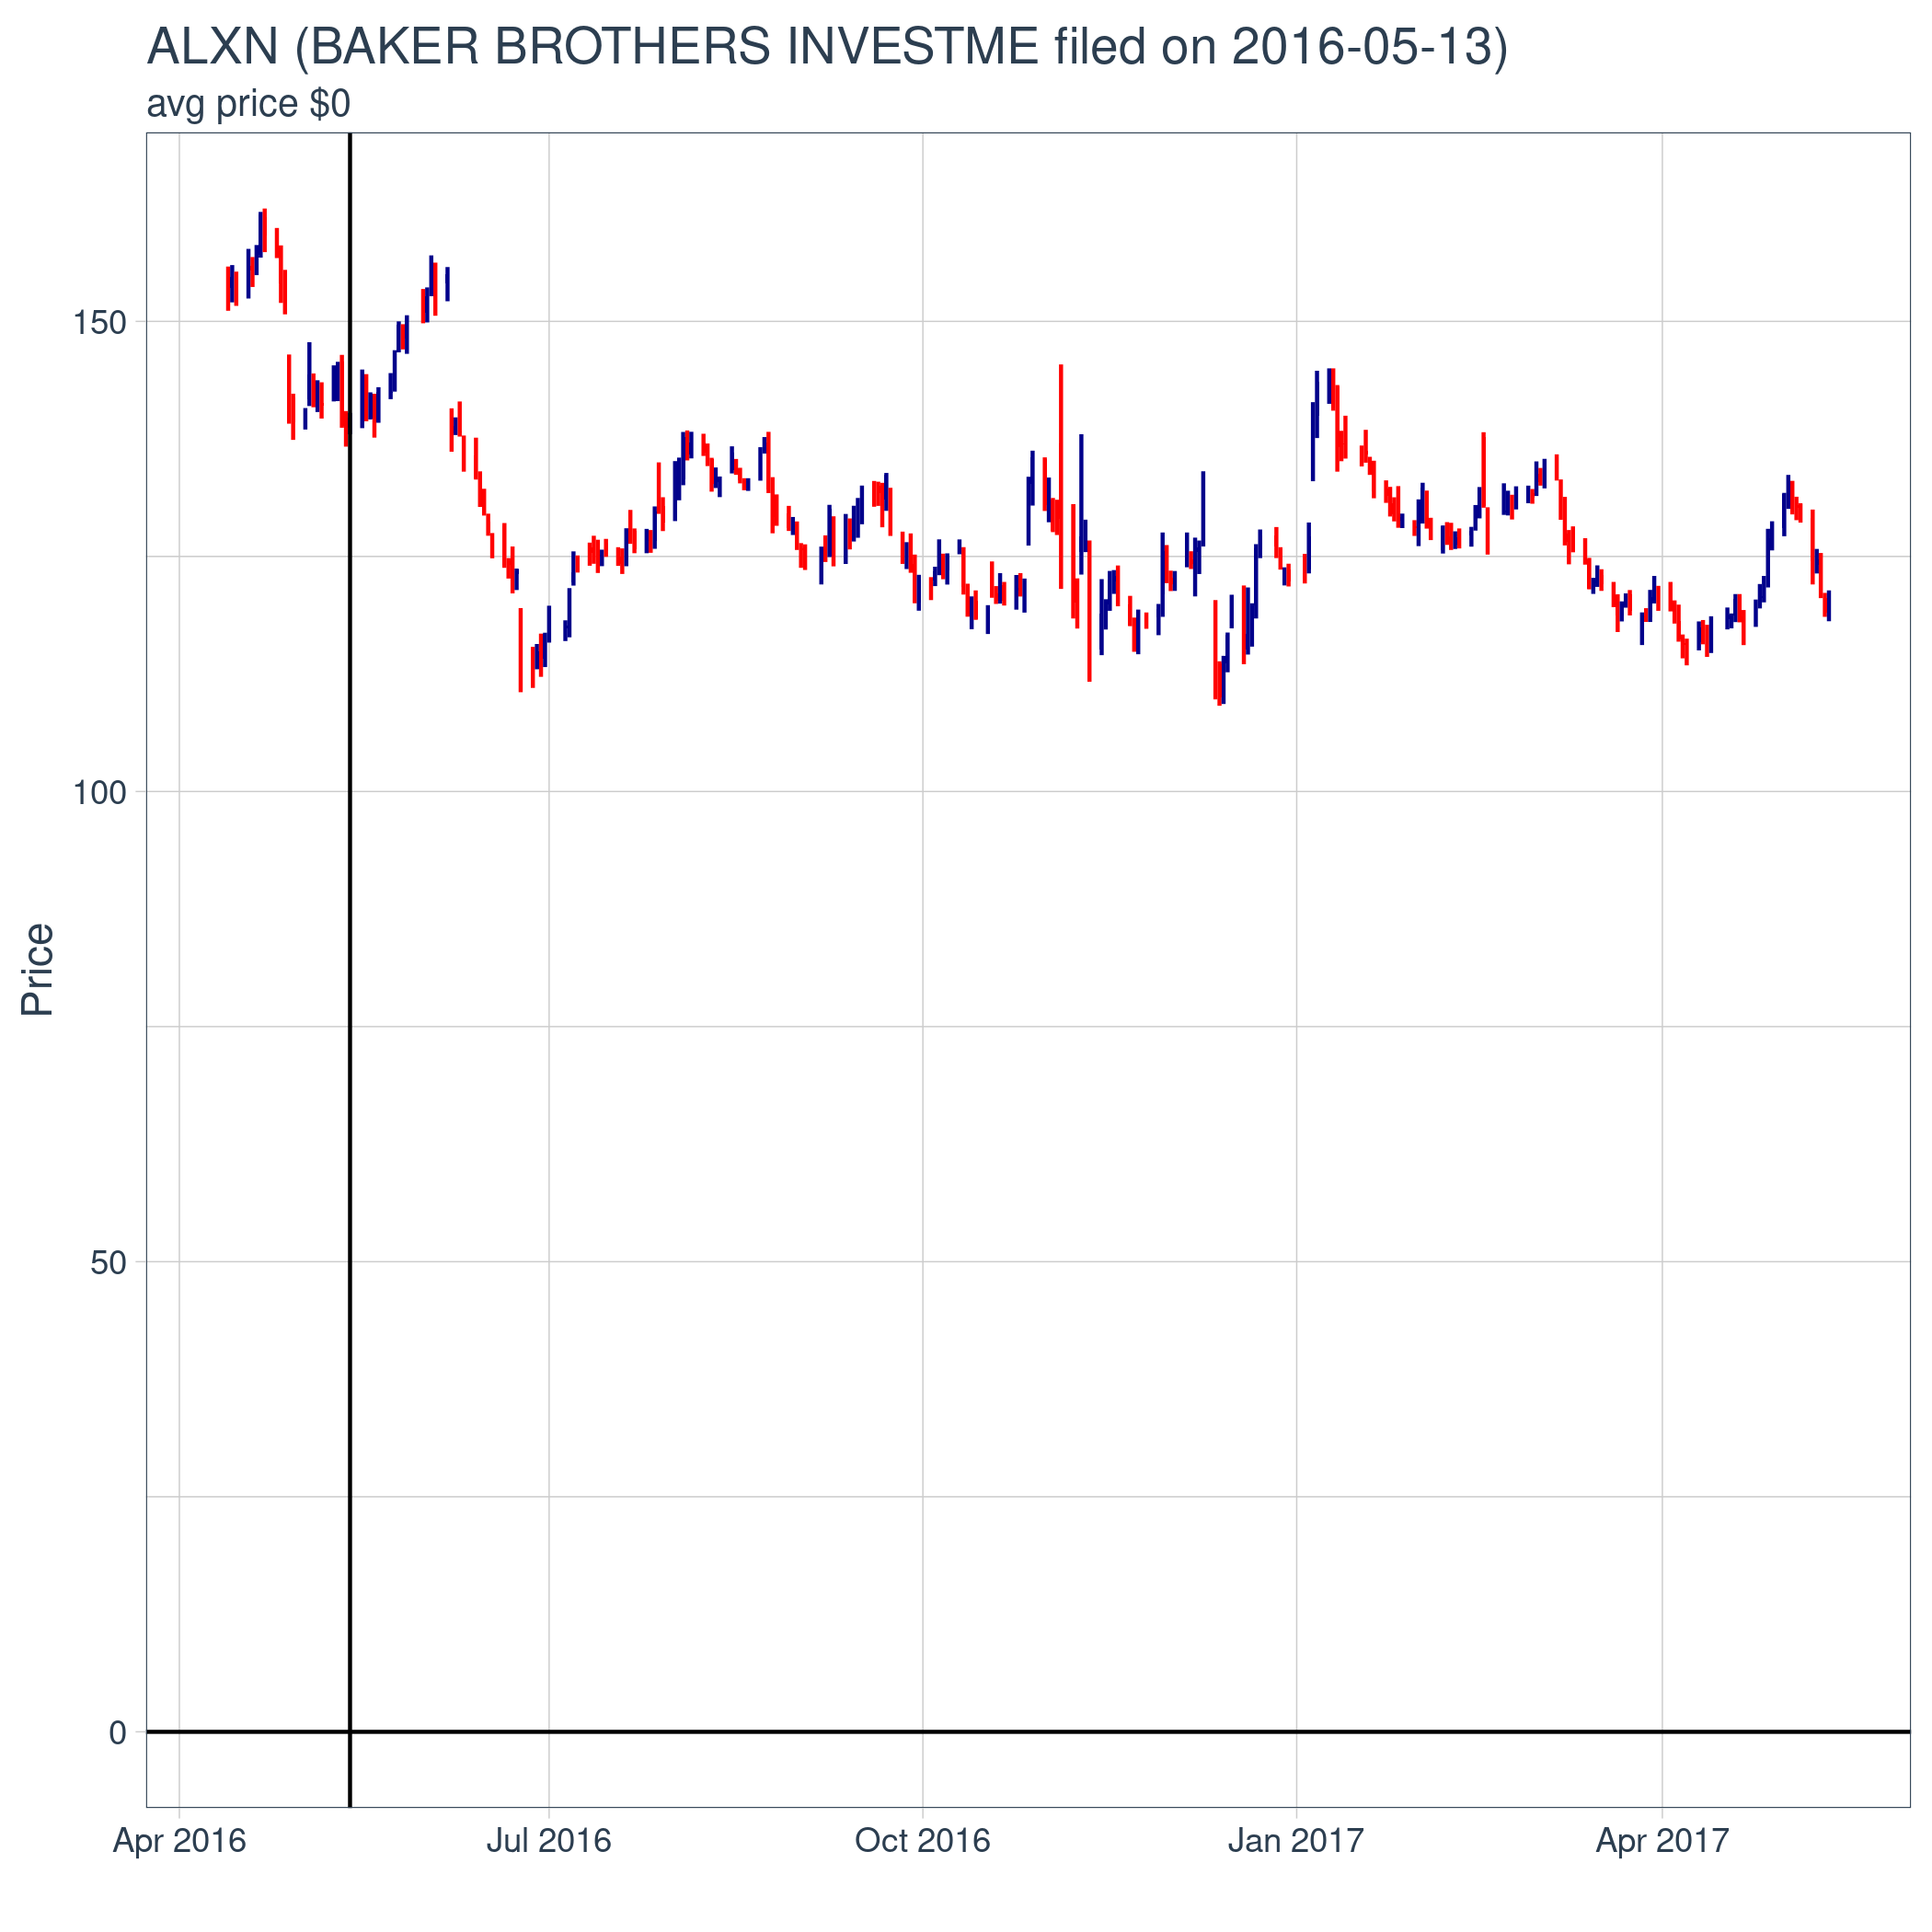 ALXN (BAKER BROTHERS INVESTME filed on 2016-05-13)
avg price $0
150
100
50
0
Price
Apr 2016
Jul 2016
Oct 2016
Jan 2017
Apr 2017